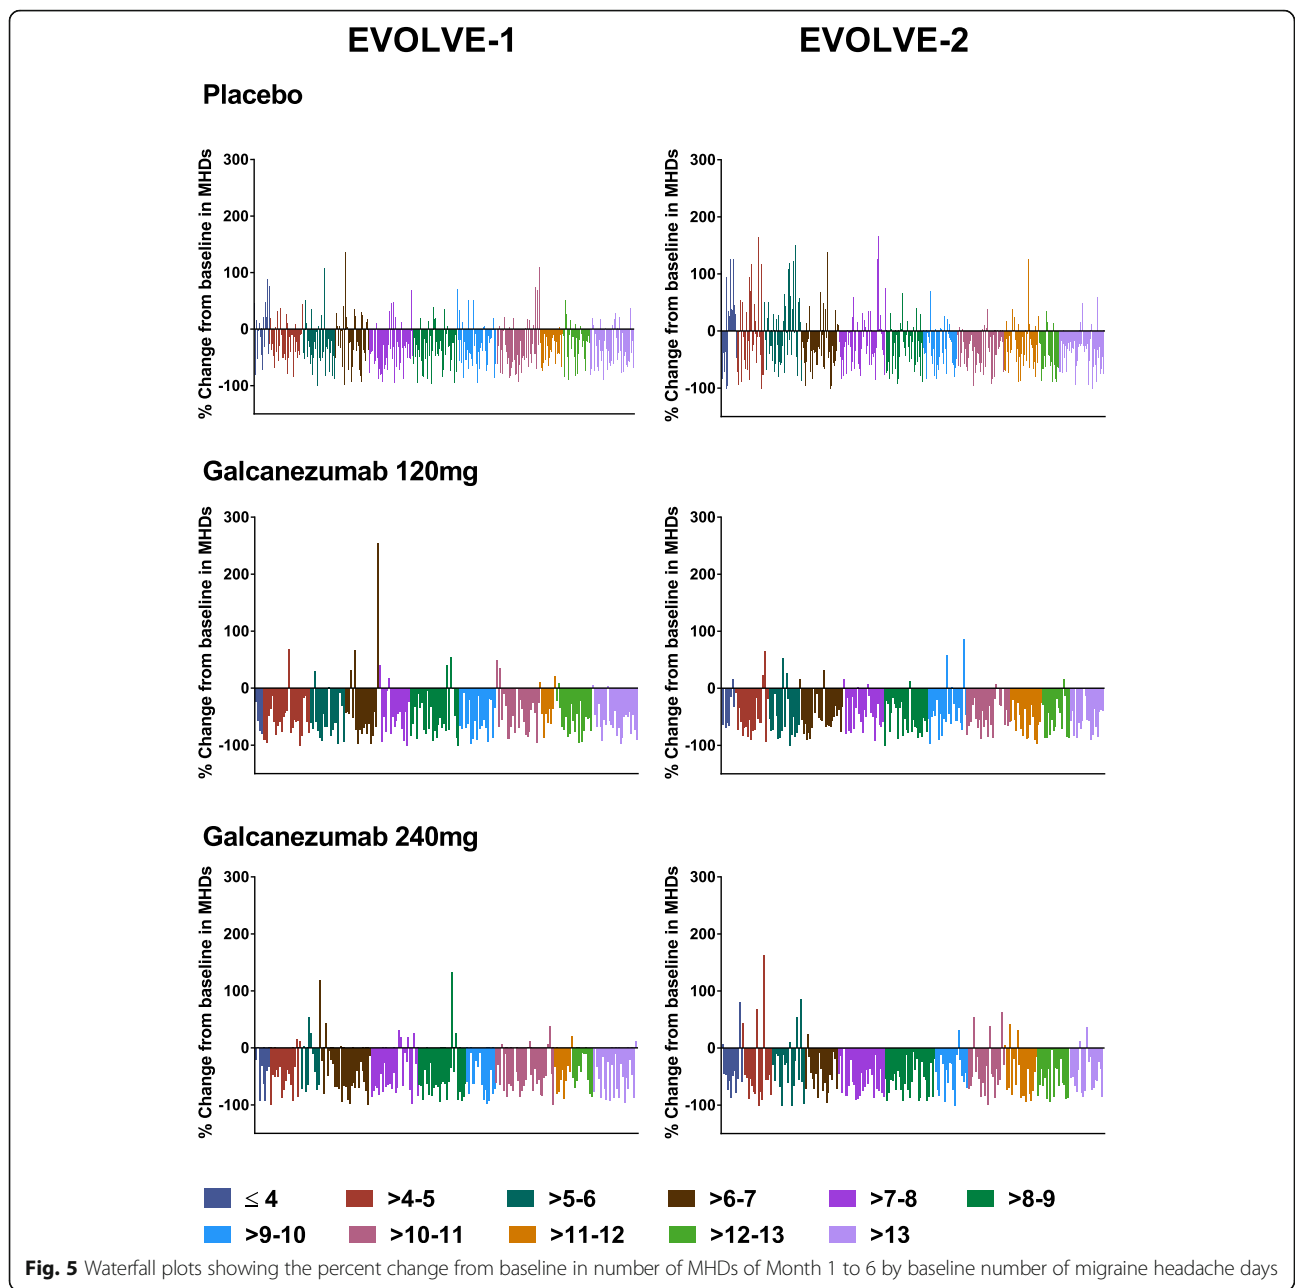 EVOLVE-1 EVOLVE-2
Placebo
% Change from baseline in MHDs
300
200
100
0
-100
% Change from baseline in MHDs
300
200
100
0
-100
Galcanezumab 120mg
% Change from baseline in MHDs
300
200
100
0
-100
% Change from baseline in MHDs
300
200
100
0
-100
Galcanezumab 240mg
% Change from baseline in MHDs
300
200
100
0
-100
% Change from baseline in MHDs
300
200
100
0
-100
≤ 4 >4-5 >5-6 >6-7 >7-8 >8-9
>9-10 >10-11 >11-12 >12-13 >13
Fig. 5 Waterfall plots showing the percent change from baseline in number of MHDs of Month 1 to 6 by baseline number of migraine headache days